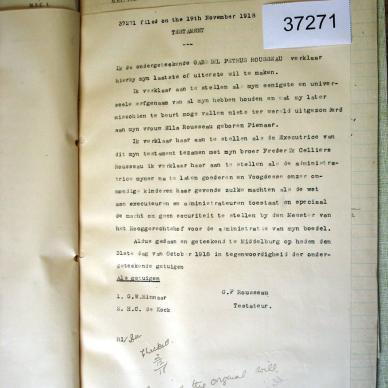 37271 filed on the 19th November 1918
37271
TESTAMENT
Ik de ondergeteekende GABRIEL PETRUS ROUSSEAU verklaar
hierby myn laatste of uiterste wil te maken.
Ik verklaar aan te stellen als myn eenigste en univer-
seele erfgenaam van al myn hebben houden en wat my later
misschien te beurt moge vallen niets ter wereld uitgezonderd
aan myn vrouw Ella Rousseau geboren Pienaar.
Ik verklaar haar aan te stellen als de Executrice van
dit myn testament tezamen met myn broer Frederik Celliers
Rousseau ik verklaar haar aan te stellen als de administra-
trice myner na te laten goederen en Voogdesse onzer on-
mondige kinderen haar gevende zulke machten als de wet
aan executeuren en administrateuren toestaat en speciaal
de macht om geen securiteit te stellen by den Meester van
het Hooggerechtshof voor de administratie van myn boedel.
Aldus gedaan en geteekend te Middelburg op heden den
31ste dag van October 1918 in tegenwoordigheid der onder-
geteekende getuigen
Als getuigen
1. G.W.Minnaar
G.P Rousseau
2. H.C. de Kock
Testateur.
the original will